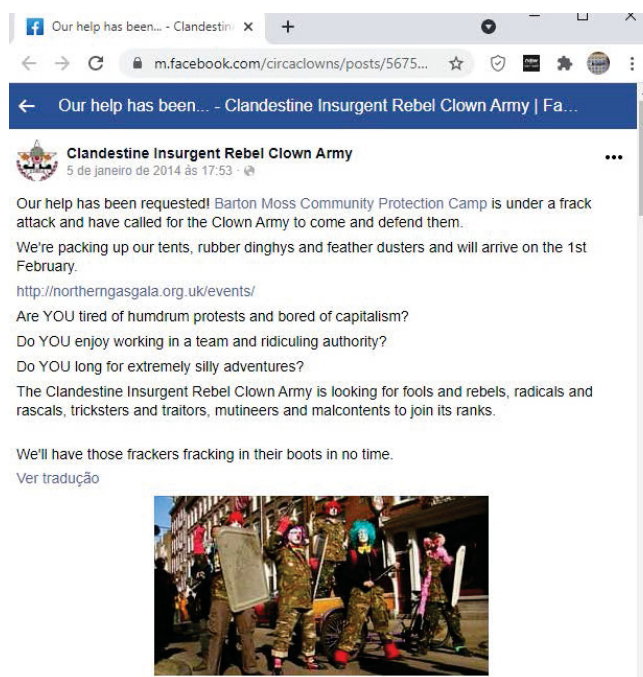 Our help has been... - Clandestin
m.facebook.com/circaclowns/posts/5675...
Our help has been... - Clandestine Insurgent Rebel Clown Army | Fa...
Clandestine Insurgent Rebel Clown Army
5 de janeiro de 2014 às 17:53 ·
Our help has been requested! Barton Moss Community Protection Camp is under a frack
attack and have called for the Clown Army to come and defend them.
We're packing up our tents, rubber dinghys and feather dusters and will arrive on the 1st
February.
http://northerngasgala.org.uk/events/
Are YOU tired of humdrum protests and bored of capitalism?
Do YOU enjoy working in a team and ridiculing authority?
Do YOU long for extremely silly adventures?
The Clandestine Insurgent Rebel Clown Army is looking for fools and rebels, radicals and
rascals, tricksters and traitors, mutineers and malcontents to join its ranks.
We'll have those frackers fracking in their boots in no time.
Ver tradução